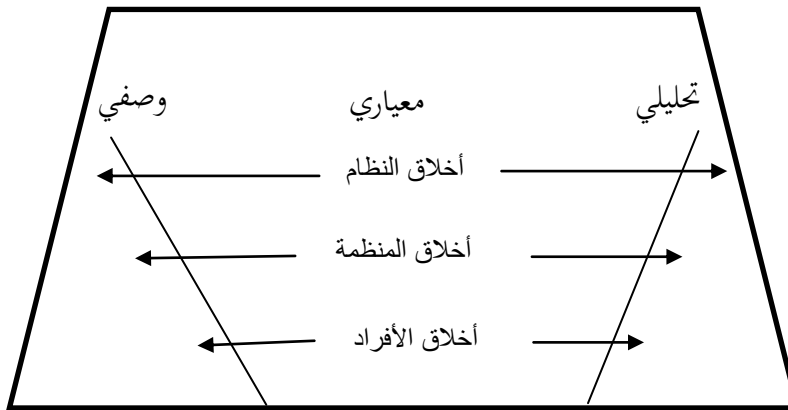 تحليلي معياري وصفي
أخلاق النظام
أخلاق المنظمة
أخلاق الأفراد